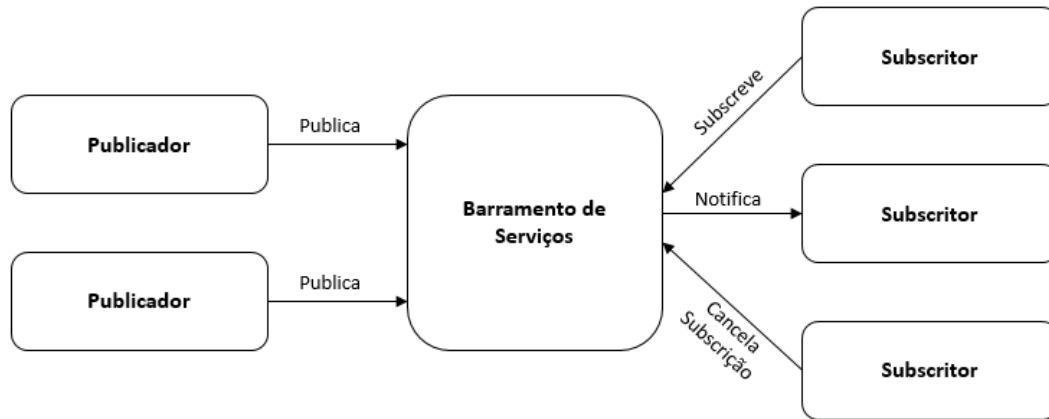 Publicador
Publica
Publicador
Publica
Barramento de
Serviços
Subscreve
Notifica
Cancela
Subscrição
Subscritor
Subscritor
Subscritor